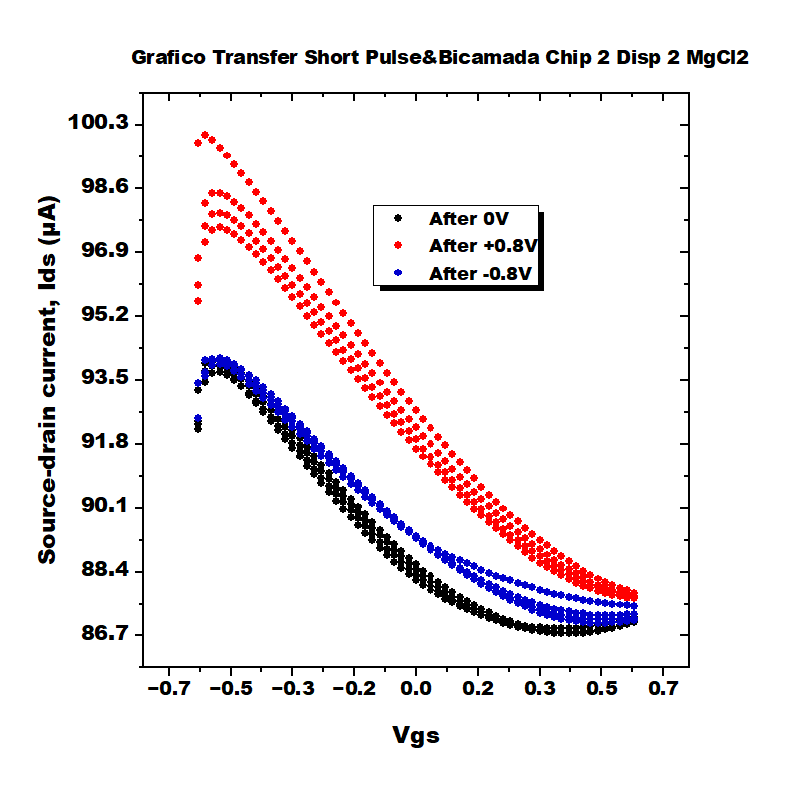 Grafico Transfer Short Pulse&Bicamada Chip 2 Disp 2 MgCl2
100.3
98.6
96.9
95.2
93.5
91.8
90.1
88.4
86.7
Source-drain current, Ids (µA)
After 0V
After +0.8V
After -0.8V
−0.7 −0.5 −0.3 −0.2 0.0 0.2 0.3 0.5 0.7
Vgs